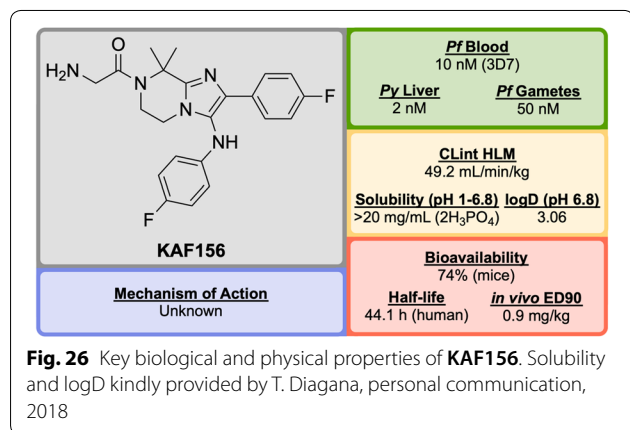 H₂N
O
N
N
N
F
NH
F
KAF156
Mechanism of Action
Unknown
Pf Blood
10 nM (3D7)
Py Liver Pf Gametes
2 nM 50 nM
CLint HLM
49.2 mL/min/kg
Solubility (pH 1-6.8) logD (pH 6.8)
>20 mg/mL (2H₃PO₄) 3.06
Bioavailability
74% (mice)
Half-life in vivo ED90
44.1 h (human) 0.9 mg/kg
Fig. 26 Key biological and physical properties of KAF156. Solubility
and logD kindly provided by T. Diagana, personal communication,
2018